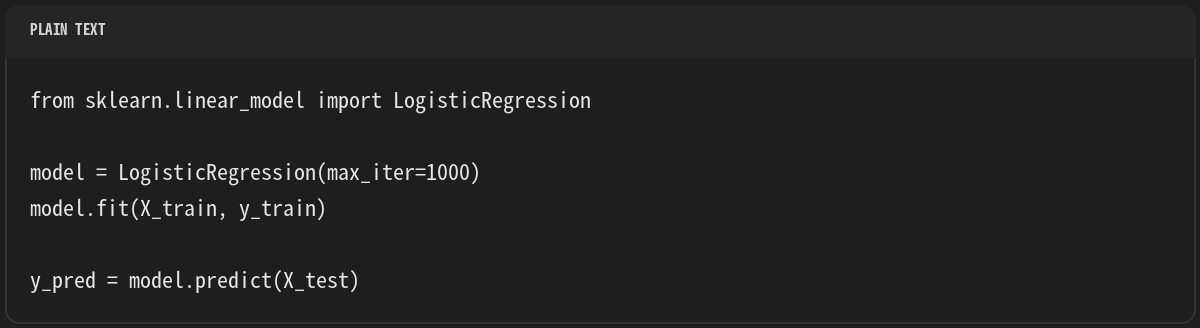 PLAIN TEXT
from sklearn.linear_model import LogisticRegression
model = LogisticRegression(max_iter=1000)
model.fit(X_train, y_train)
y_pred = model.predict(X_test)